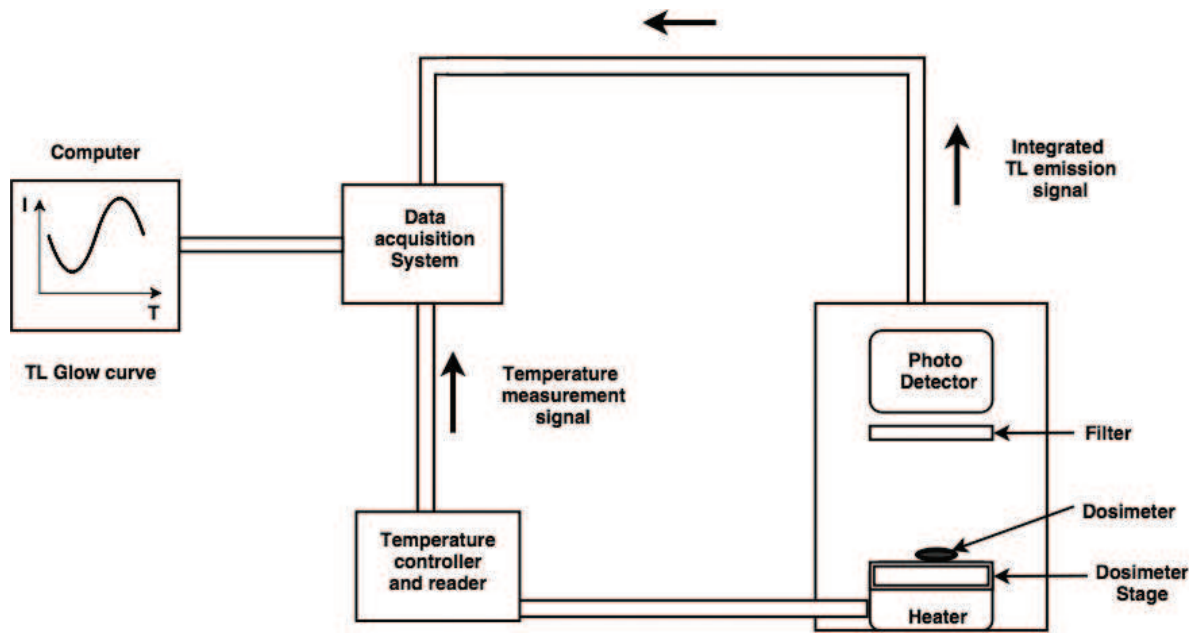 Computer
I
T
TL Glow curve
Data
acquisition
System
Temperature
measurement
signal
Temperature
controller
and reader
Integrated
TL emission
signal
Photo
Detector
Filter
Dosimeter
Dosimeter
Stage
Heater